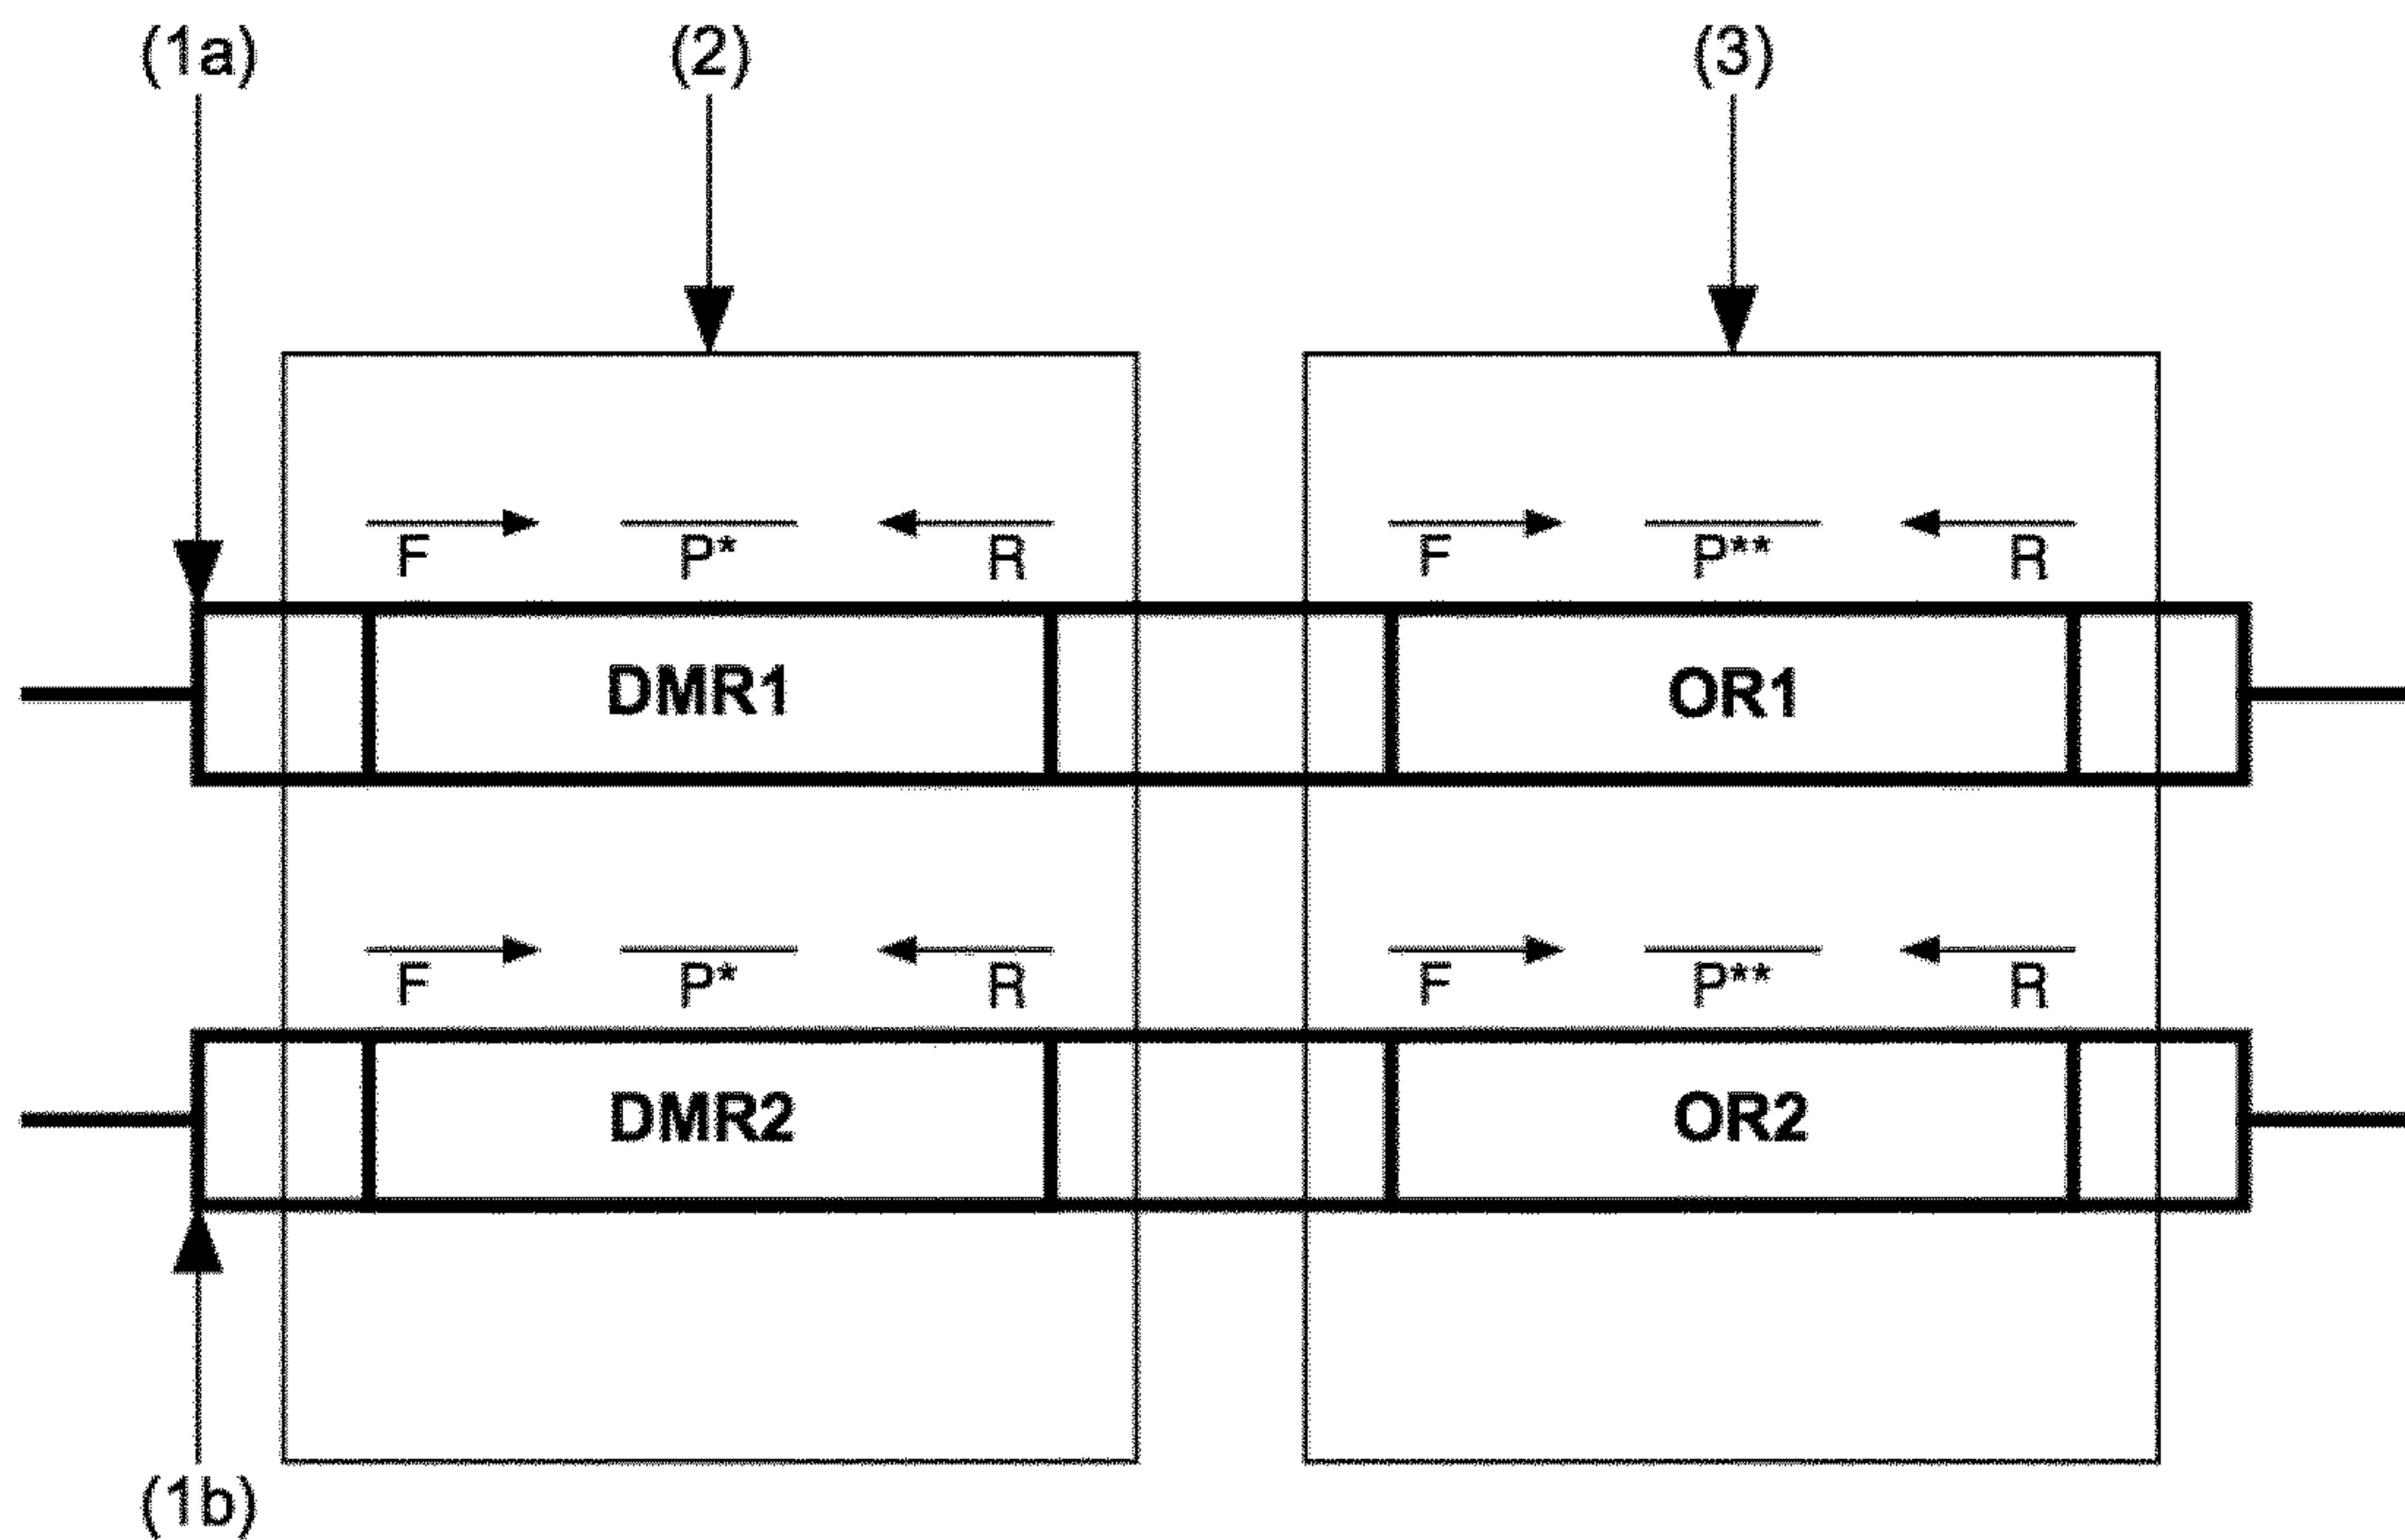 (1a) (2) (3)
F P* R F P** R
DMR1 OR1
F P* R F P** R
DMR2 OR2
(1b)